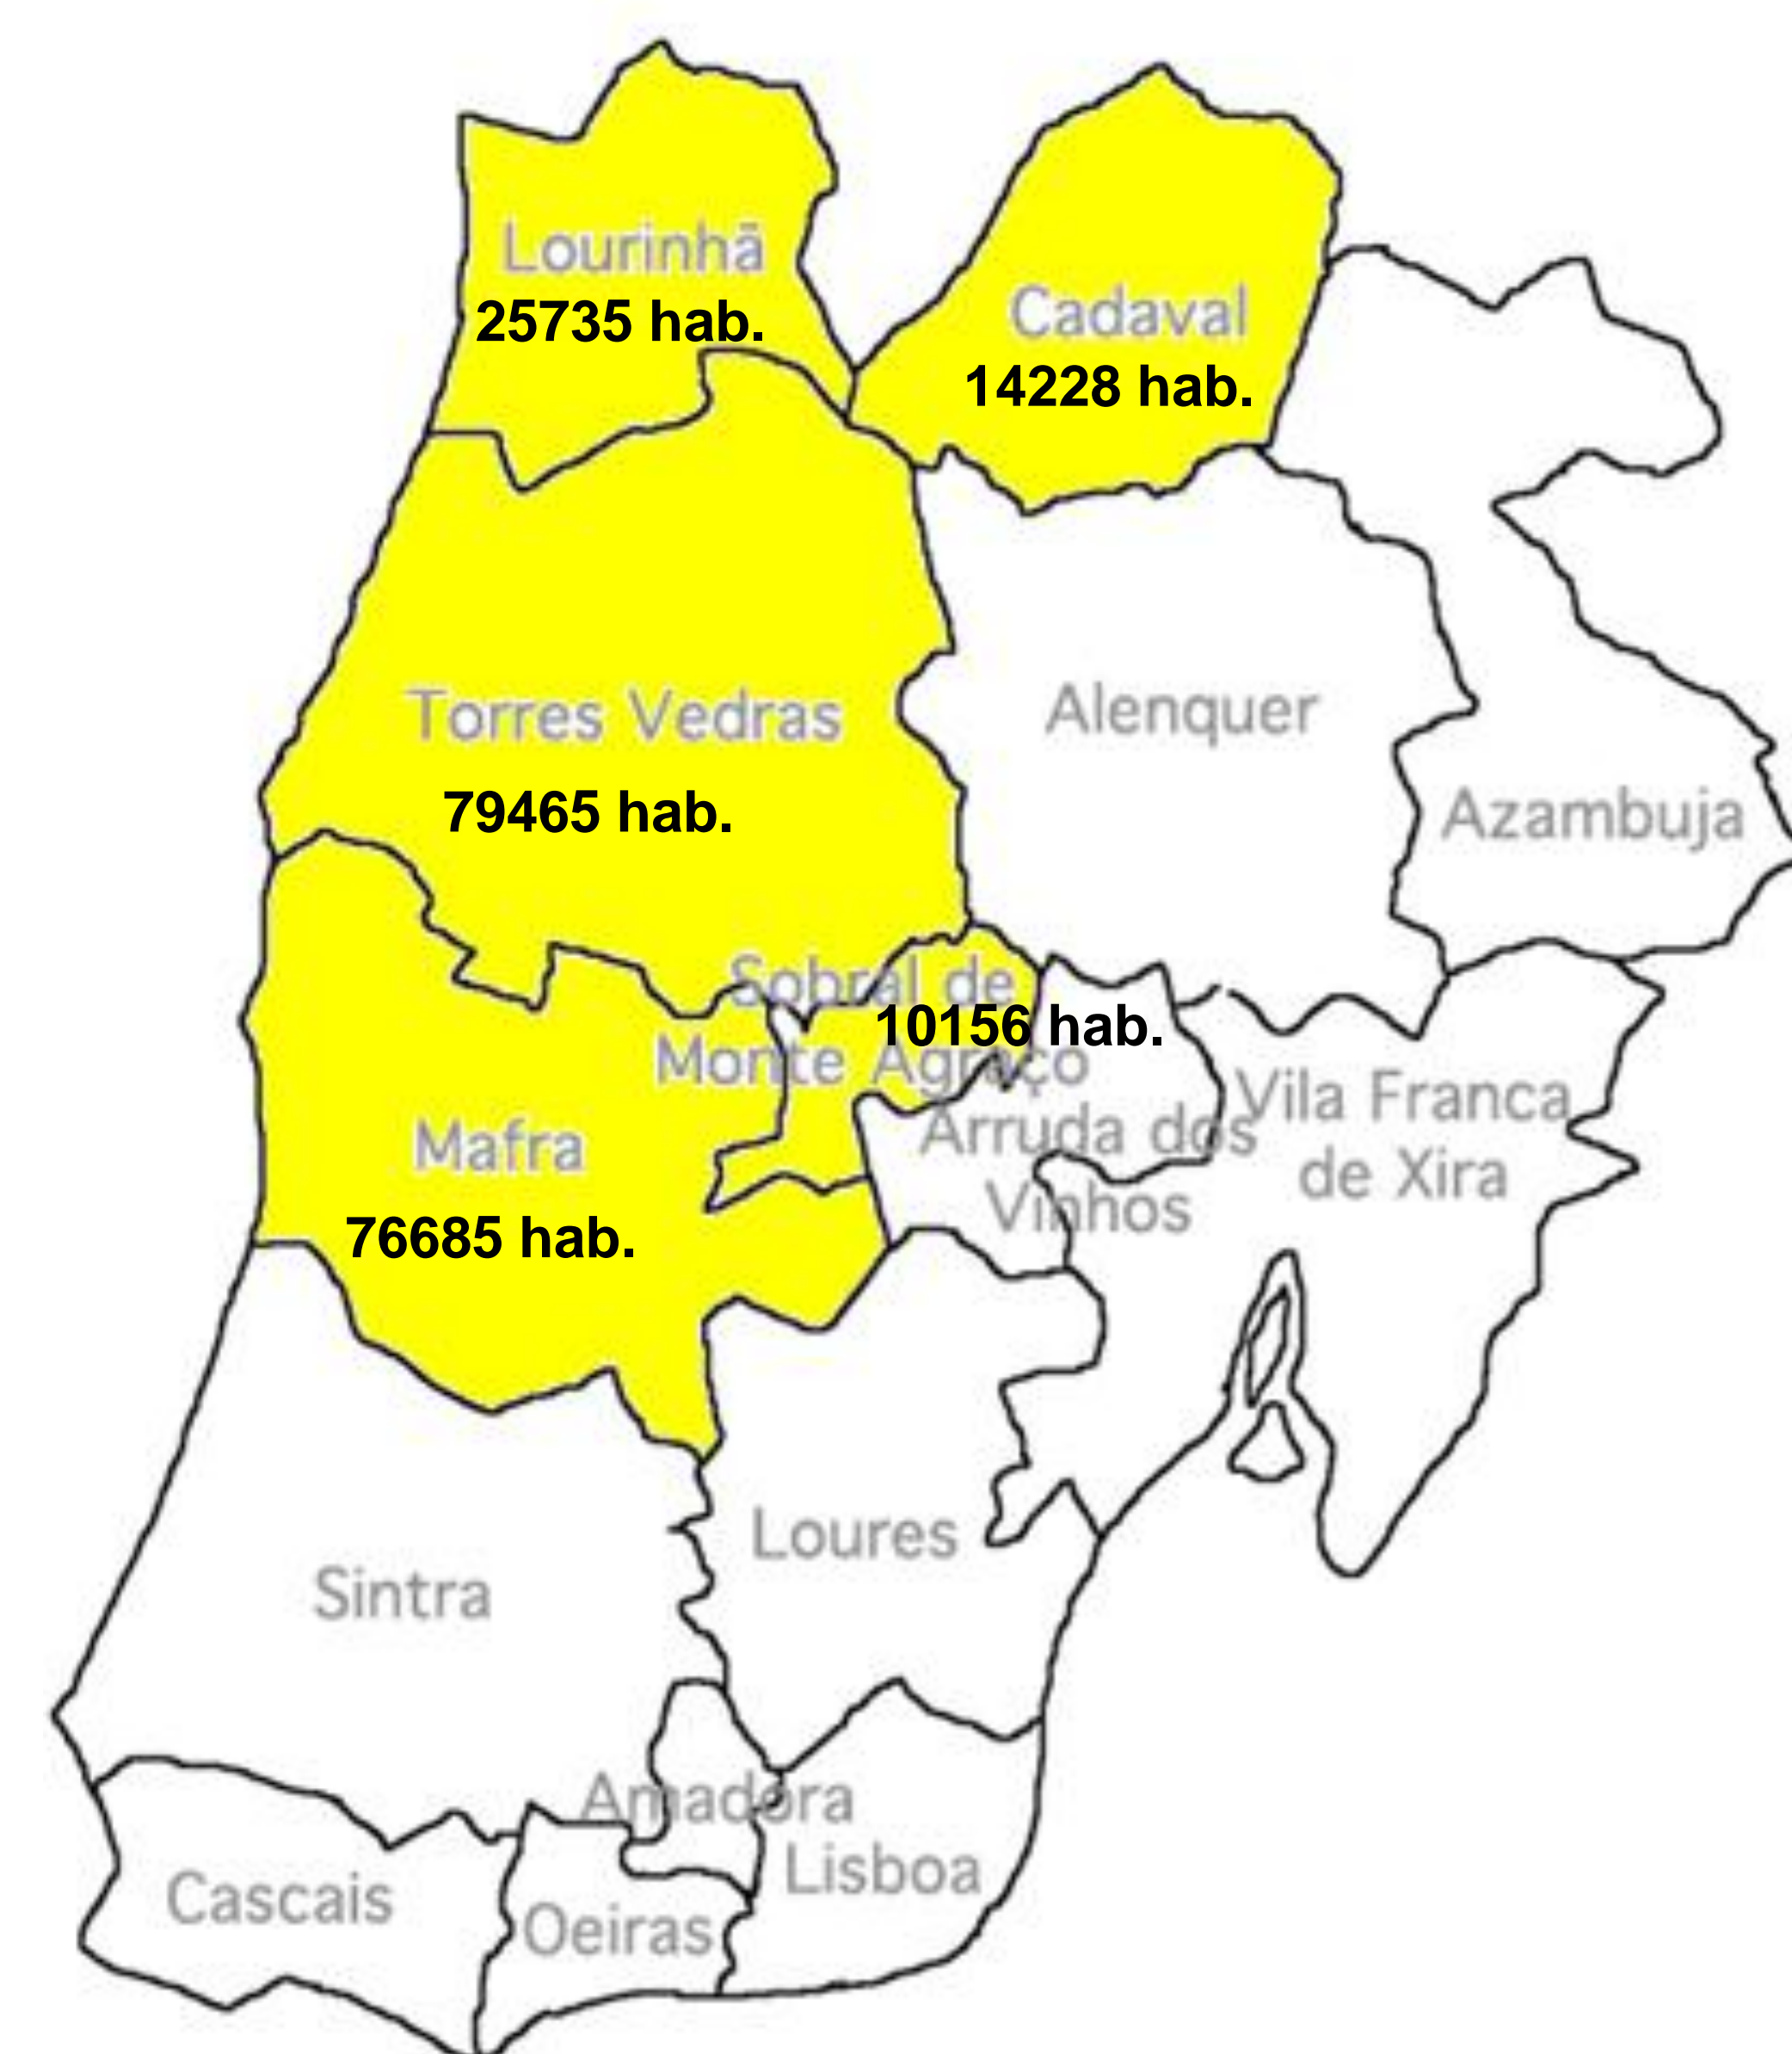 Lourinhã
25735 hab.
Cadaval
14228 hab.
Torres Vedras
79465 hab.
Alenquer
Azambuja
Sobral de
Monte Agraço
10156 hab.
Mafra
76685 hab.
Arruda dos
Vinhos
Vila Franca
de Xira
Loures
Sintra
Amadora
Lisboa
Cascais
Oeiras